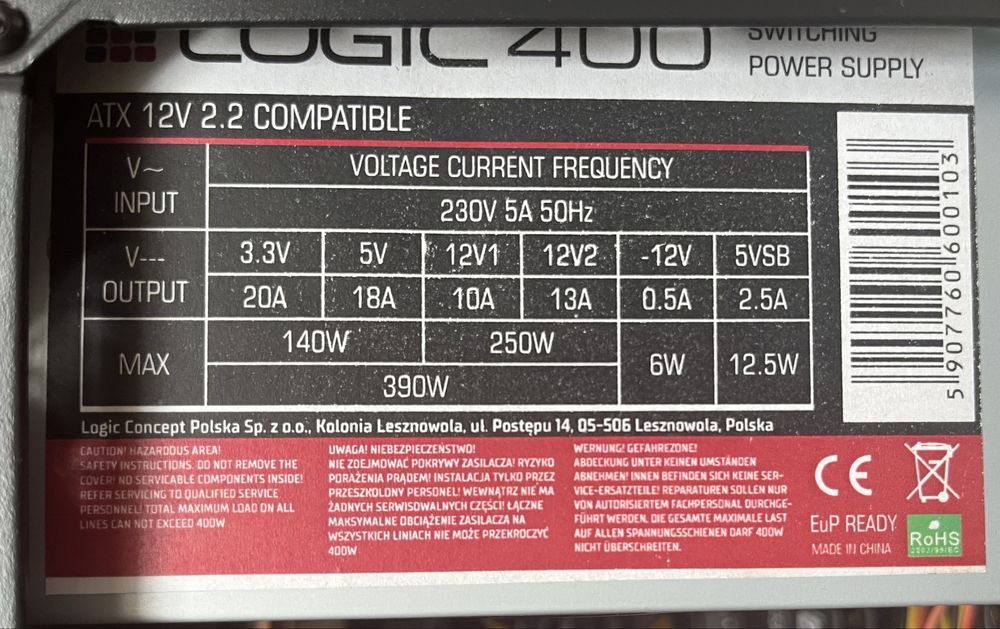 LOGIC 400
SWITCHING
POWER SUPPLY
ATX 12V 2.2 COMPATIBLE
V~ INPUT
VOLTAGE CURRENT FREQUENCY
230V 5A 50Hz
V--- OUTPUT
3.3V 5V 12V1 12V2 -12V 5VSB
20A 18A 10A 13A 0.5A 2.5A
MAX
140W 250W 6W 12.5W
390W
5907760600103
Logic Concept Polska Sp. z o.o., Kolonia Lesznowola, ul. Postępu 14, 05-506 Lesznowola, Polska
CAUTION! HAZARDOUS AREA!
SAFETY INSTRUCTIONS. DO NOT REMOVE THE
COVER! NO SERVICABLE COMPONENTS INSIDE!
REFER SERVICING TO QUALIFIED SERVICE
PERSONNEL! TOTAL MAXIMUM LOAD ON ALL
LINES CAN NOT EXCEED 400W
UWAGA! NIEBEZPIECZEŃSTWO!
NIE ZDEJMOWAĆ POKRYWY ZASILACZA! RYZYKO
PORAŻENIA PRĄDEM! INSTALACJA TYLKO PRZEZ
PRZESZKOLONY PERSONEL! WEWNĄTRZ NIE MA
ŻADNYCH SERWISOWALNYCH CZĘŚCI! ŁĄCZNE
MAKSYMALNE OBCIĄŻENIE ZASILACZA NA
WSZYSTKICH LINIACH NIE MOŻE PRZEKROCZYĆ
400W
WERNUNG! GEFAHREZONE!
ABDECKUNG UNTER KEINEN UMSTÄNDEN
ABNEHMEN! INNEN BEFINDEN SICH KEINE SER-
VICE-ERSATZTEILE! REPARATUREN SOLLEN NUR
VON AUTORISIERTEM FACHPERSONAL DURCHGE-
FÜHRT WERDEN. DIE GESAMTE MAXIMALE LAST
AUF ALLEN SPANNUNGSSCHIENEN DARF 400W
NICHT ÜBERSCHREITEN.
CE
EuP READY
MADE IN CHINA
RoHS
2002/95/EC